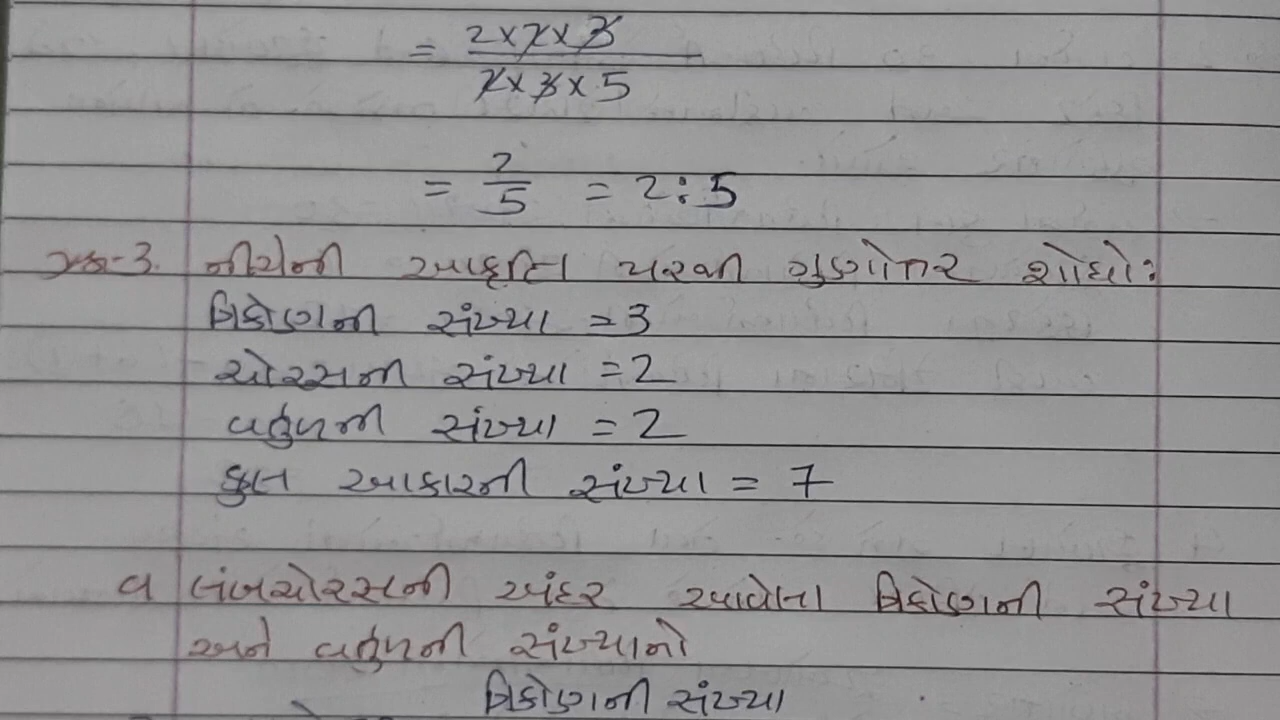 = 2×2×3
2×3×5
= 2/5 = 2:5
પ્રશ્ન-3. નીચેની આકૃતિ પરથી ગુણોત્તર શોધો:
ત્રિકોણની સંખ્યા = 3
ચોરસની સંખ્યા = 2
વર્તુળની સંખ્યા = 2
કુલ આકારની સંખ્યા = 7
લંબચોરસની અંદર આવેલા ત્રિકોણની સંખ્યા
અને વર્તુળની સંખ્યાનો
ત્રિકોણની સંખ્યા